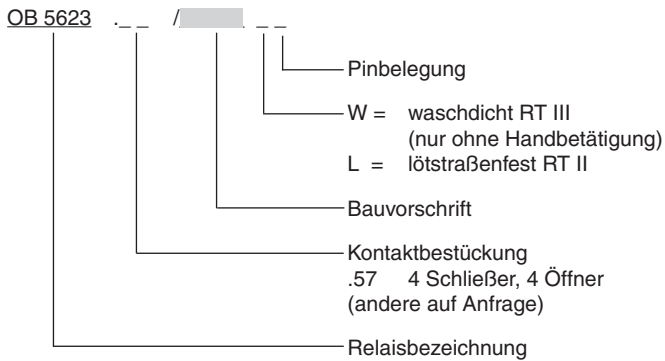 OB 5623 ._ _ / _ _
Pinbelegung
W = waschdicht RT III
(nur ohne Handbetätigung)
L = lötstraßenfest RT II
Bauvorschrift
Kontaktbestückung
.57 4 Schließer, 4 Öffner
(andere auf Anfrage)
Relaisbezeichnung